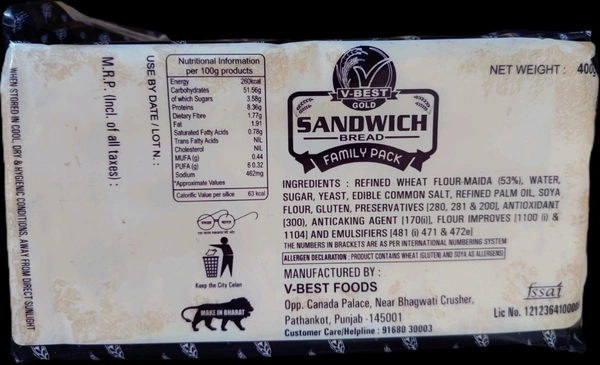 WHEN STORED IN COOL, DRY & HYGENIC CONDITIONS, AWAY FROM DIRECT SUNLIGHT
M.R.P. (Incl. of all taxes) :
USE BY DATE / LOT N.:
Nutritional Information
per 100g products
Energy 260kcal
Carbohydrates 51.56g
of which Sugars 3.58g
Proteins 8.36g
Dietary Fibre 1.77g
Fat 1.91
Saturated Fatty Acids 0.78g
Trans Fatty Acids NIL
Cholesterol NIL
MUFA (g) 0.44
PUFA (g) 0.32
Sodium 462mg
*Approximate Values
Calorific Value per slice 63 kcal
Keep the City Celan
MAKE IN BHARAT
NET WEIGHT : 400
V-BEST
GOLD
SANDWICH
BREAD
FAMILY PACK
INGREDIENTS : REFINED WHEAT FLOUR-MAIDA (53%), WATER,
SUGAR, YEAST, EDIBLE COMMON SALT, REFINED PALM OIL, SOYA
FLOUR, GLUTEN, PRESERVATIVES [280, 281 & 200], ANTIOXIDANT
[300), ANTICAKING AGENT [170(i)], FLOUR IMPROVES [1100 (i) &
1104] AND EMULSIFIERS [481 (i) 471 & 472e]
THE NUMBERS IN BRACKETS ARE AS PER INTERNATIONAL NUMBERING SYSTEM
ALLERGEN DECLARATION : PRODUCT CONTAINS WHEAT (GLUTEN) AND SOYA AS ALLERGENS
MANUFACTURED BY :
V-BEST FOODS
Opp. Canada Palace, Near Bhagwati Crusher,
Pathankot, Punjab -145001
Customer Care/Helpline : 91680 30003
fssai
Lic No. 1212364100